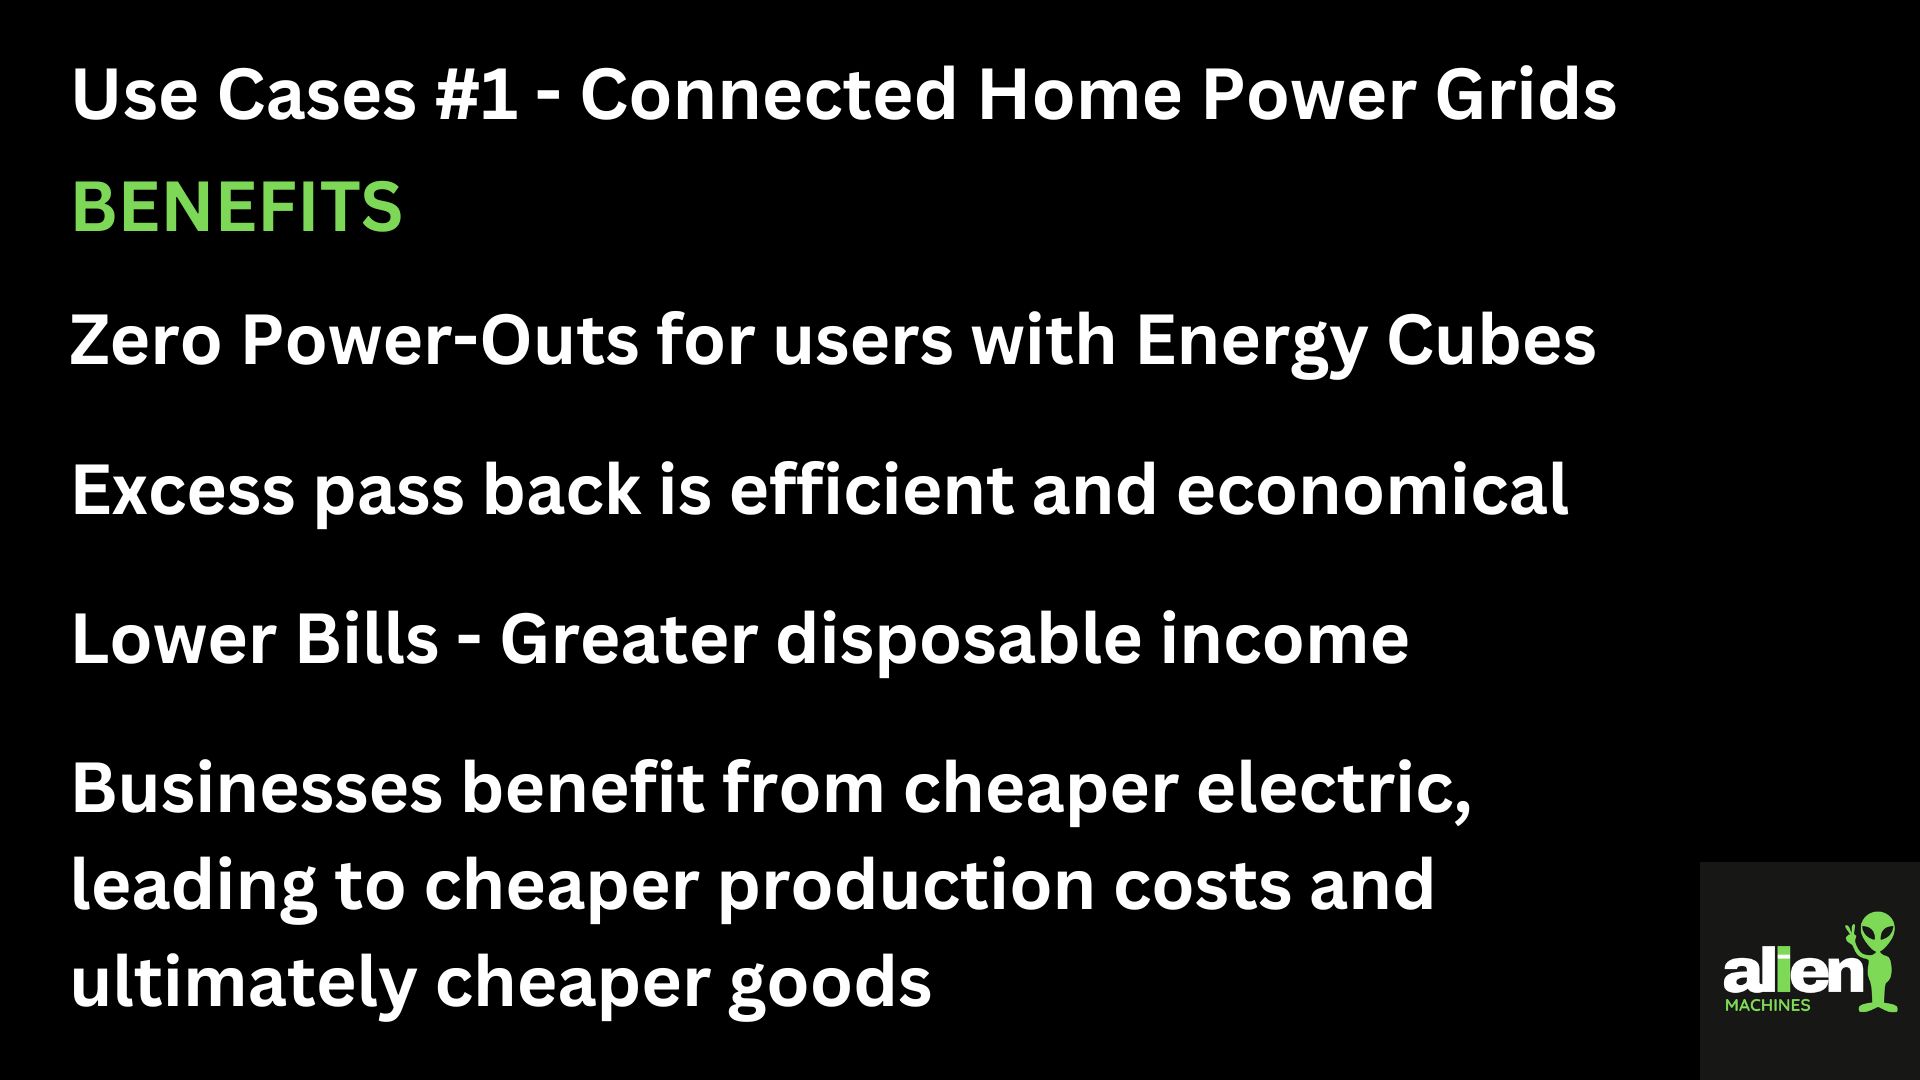 Use Cases #1 - Connected Home Power Grids
BENEFITS
Zero Power-Outs for users with Energy Cubes
Excess pass back is efficient and economical
Lower Bills - Greater disposable income
Businesses benefit from cheaper electric,
leading to cheaper production costs and
ultimately cheaper goods
alien
MACHINES